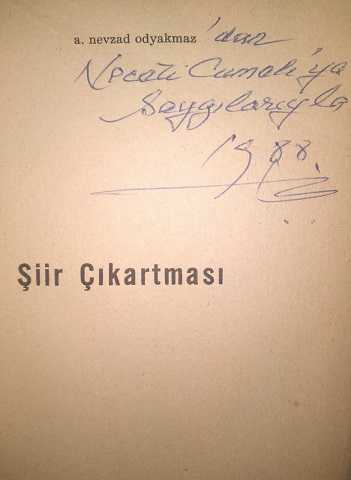 a. nevzad odyakmaz 'dan
Necati Cumalı'ya
Saygılarıyla
1988.
Şiir Çıkartması